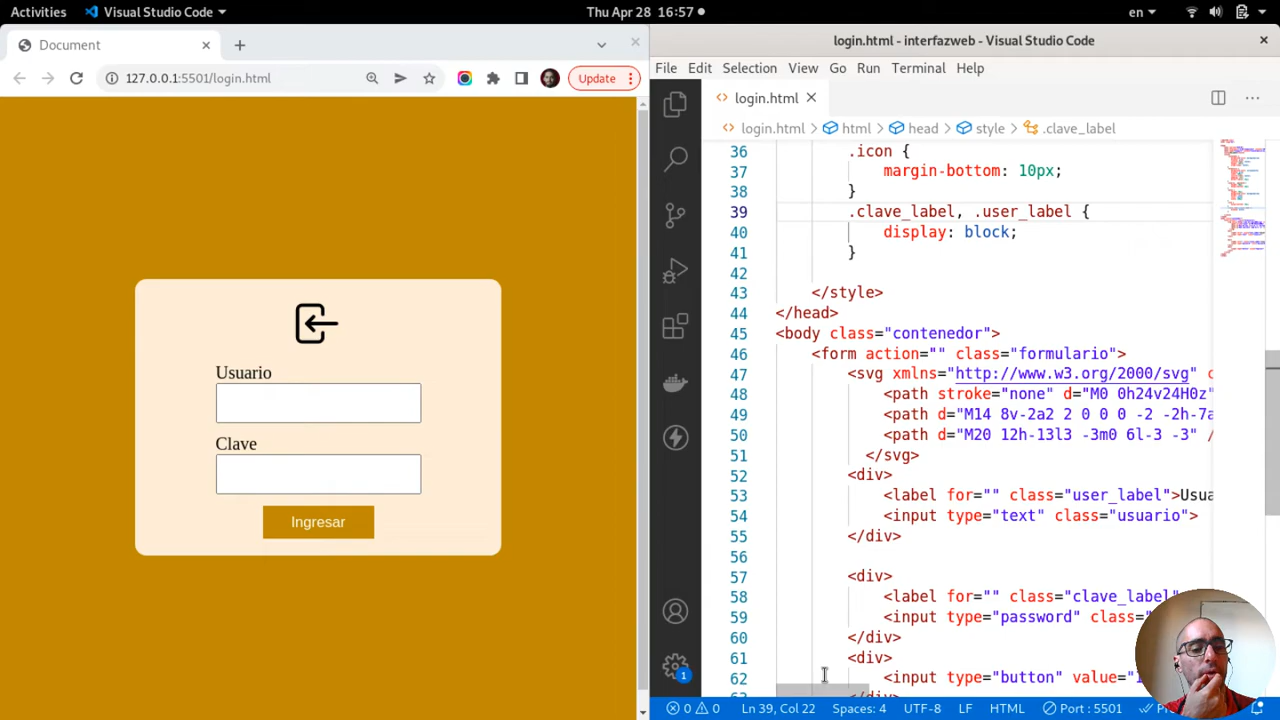 Activities Visual Studio Code Thu Apr 28 16:57 en
Document
127.0.0.1:5501/login.html Update
Usuario
Clave
Ingresar
login.html - interfazweb - Visual Studio Code
File Edit Selection View Go Run Terminal Help
login.html
login.html > html > head > style > .clave_label
36 .icon {
37 margin-bottom: 10px;
38 }
39 .clave_label, .user_label {
40 display: block;
41 }
42
43 </style>
44 </head>
45 <body class="contenedor">
46 <form action="" class="formulario">
47 <svg xmlns="http://www.w3.org/2000/svg" c
48 <path stroke="none" d="M0 0h24v24H0z"
49 <path d="M14 8v-2a2 2 0 0 0 -2 -2h-7a
50 <path d="M20 12h-13l3 -3m0 6l-3 -3" /
51 </svg>
52 <div>
53 <label for="" class="user_label">Usua
54 <input type="text" class="usuario">
55 </div>
56
57 <div>
58 <label for="" class="clave_label"
59 <input type="password" class=
60 </div>
61 <div>
62 <input type="button" value=
1
0 0 Ln 39, Col 22 Spaces: 4 UTF-8 LF HTML Port : 5501